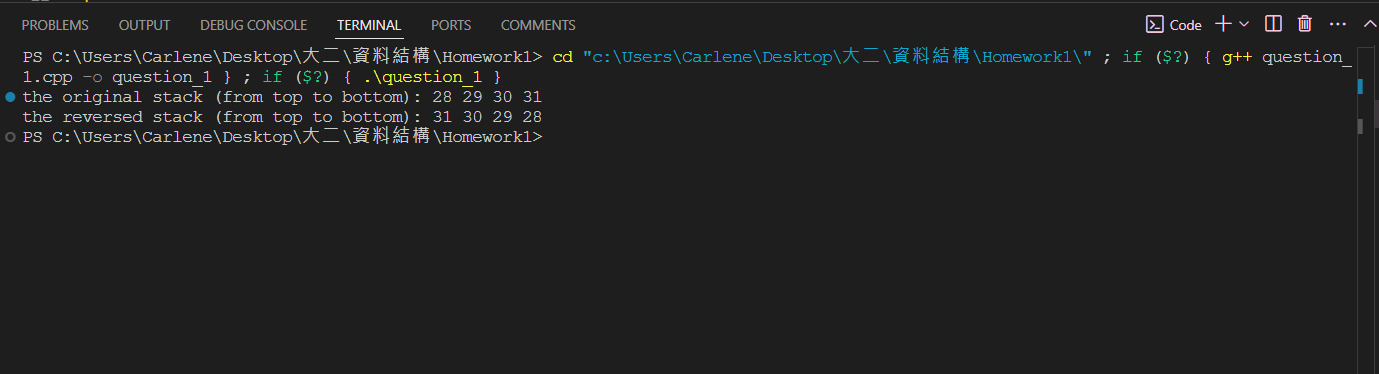 PROBLEMS OUTPUT DEBUG CONSOLE TERMINAL PORTS COMMENTS Code
PS C:\Users\Carlene\Desktop\大二\資料結構\Homework1> cd "c:\Users\Carlene\Desktop\大二\資料結構\Homework1\" ; if ($?) { g++ question_
1.cpp -o question_1 } ; if ($?) { .\question_1 }
the original stack (from top to bottom): 28 29 30 31
the reversed stack (from top to bottom): 31 30 29 28
PS C:\Users\Carlene\Desktop\大二\資料結構\Homework1>